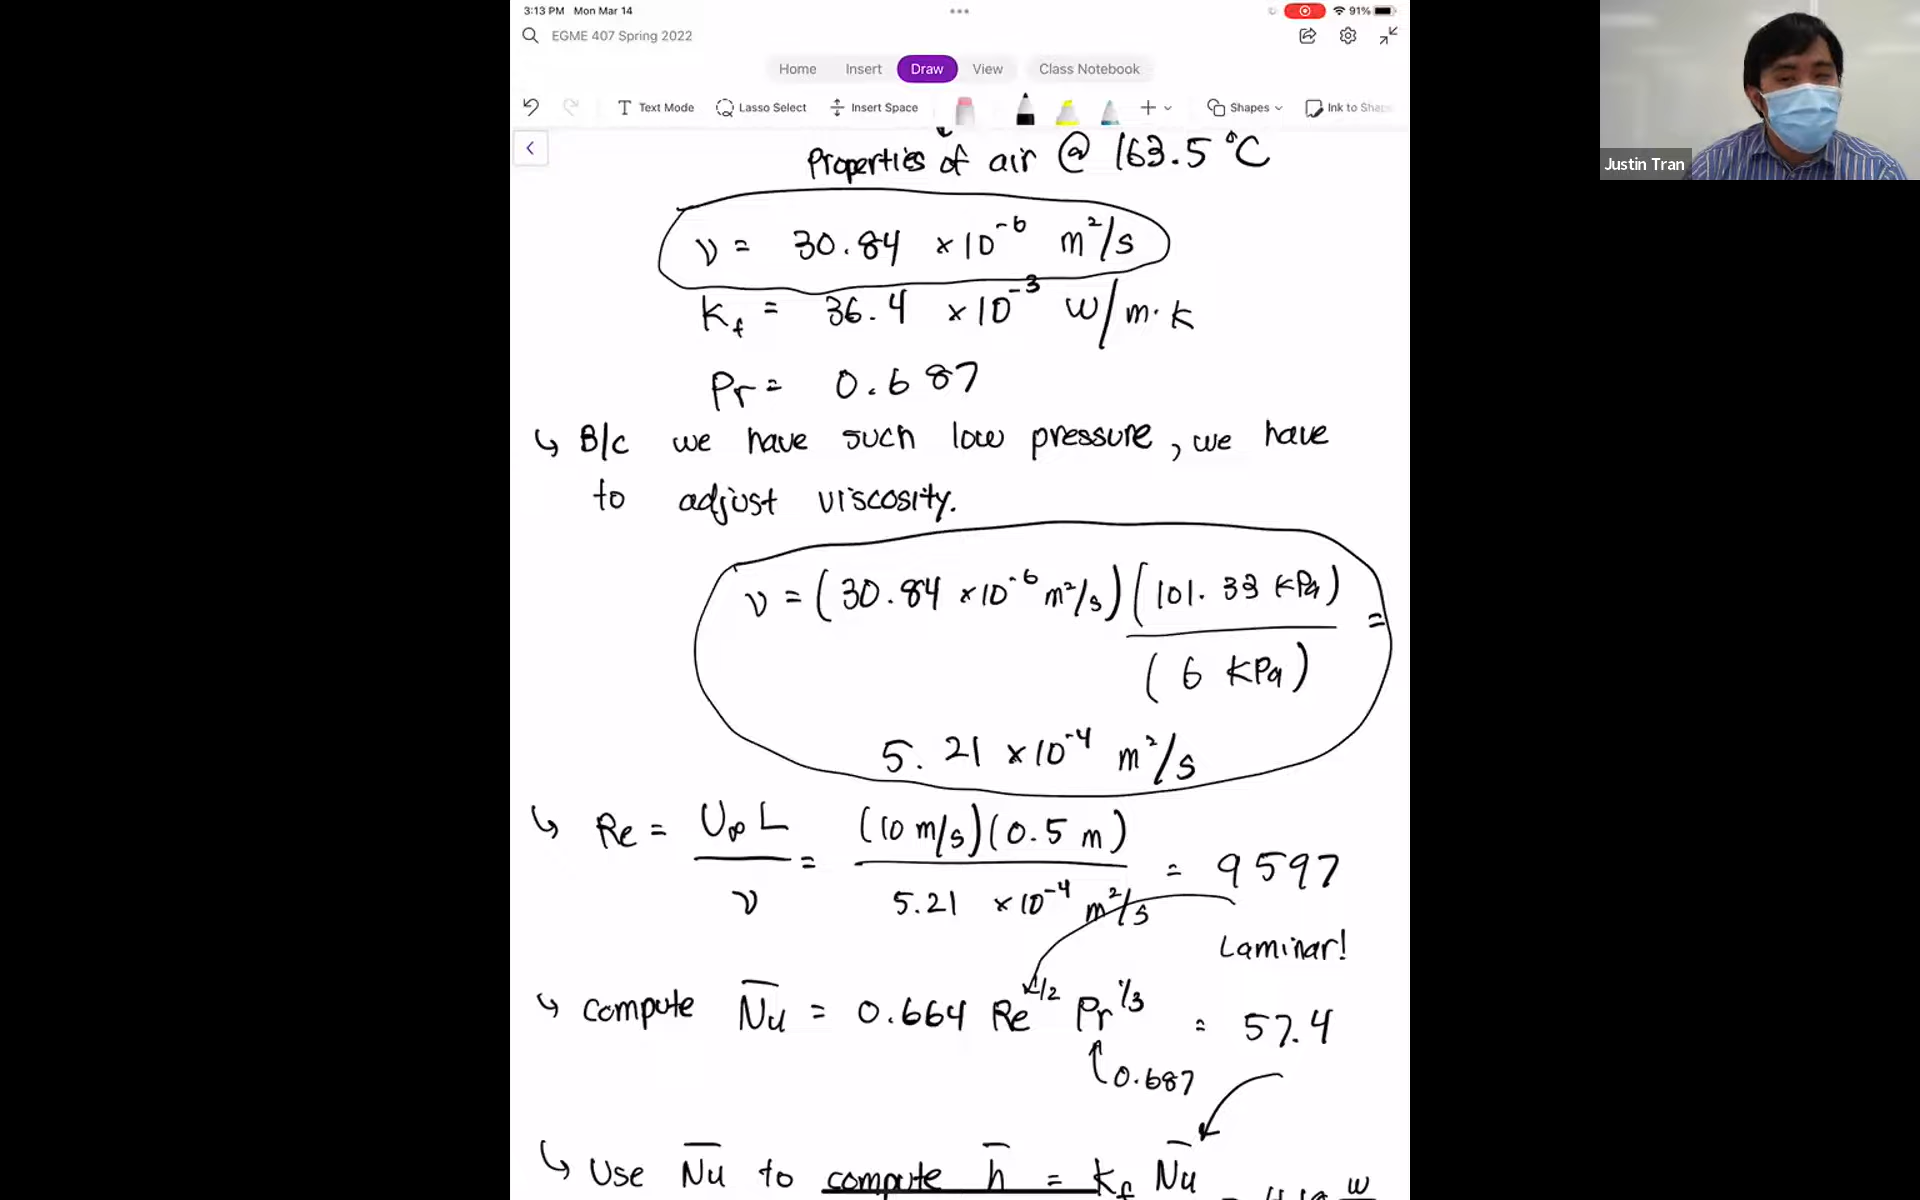 3:13 PM Mon Mar 14
91%
EGME 407 Spring 2022
Home Insert Draw View Class Notebook
Text Mode Lasso Select Insert Space Shapes Ink to Shape
Justin Tran
Properties of air @ 163.5 °C
ν = 30.84 ×10⁻⁶ m²/s
k_f = 36.4 ×10⁻³ W/m·K
Pr = 0.687
↳ B/c we have such low pressure, we have
to adjust viscosity.
ν = (30.84 ×10⁻⁶ m²/s) (101.33 kPa) / (6 kPa) =
5.21 ×10⁻⁴ m²/s
↳ Re = U∞ L / ν = (10 m/s)(0.5 m) / 5.21 ×10⁻⁴ m²/s = 9597
Laminar!
↳ compute N̅u̅ = 0.664 Re^1/2 Pr^1/3 = 57.4
0.687
↳ Use N̅u̅ to compute h̅ = k_f N̅u̅
W